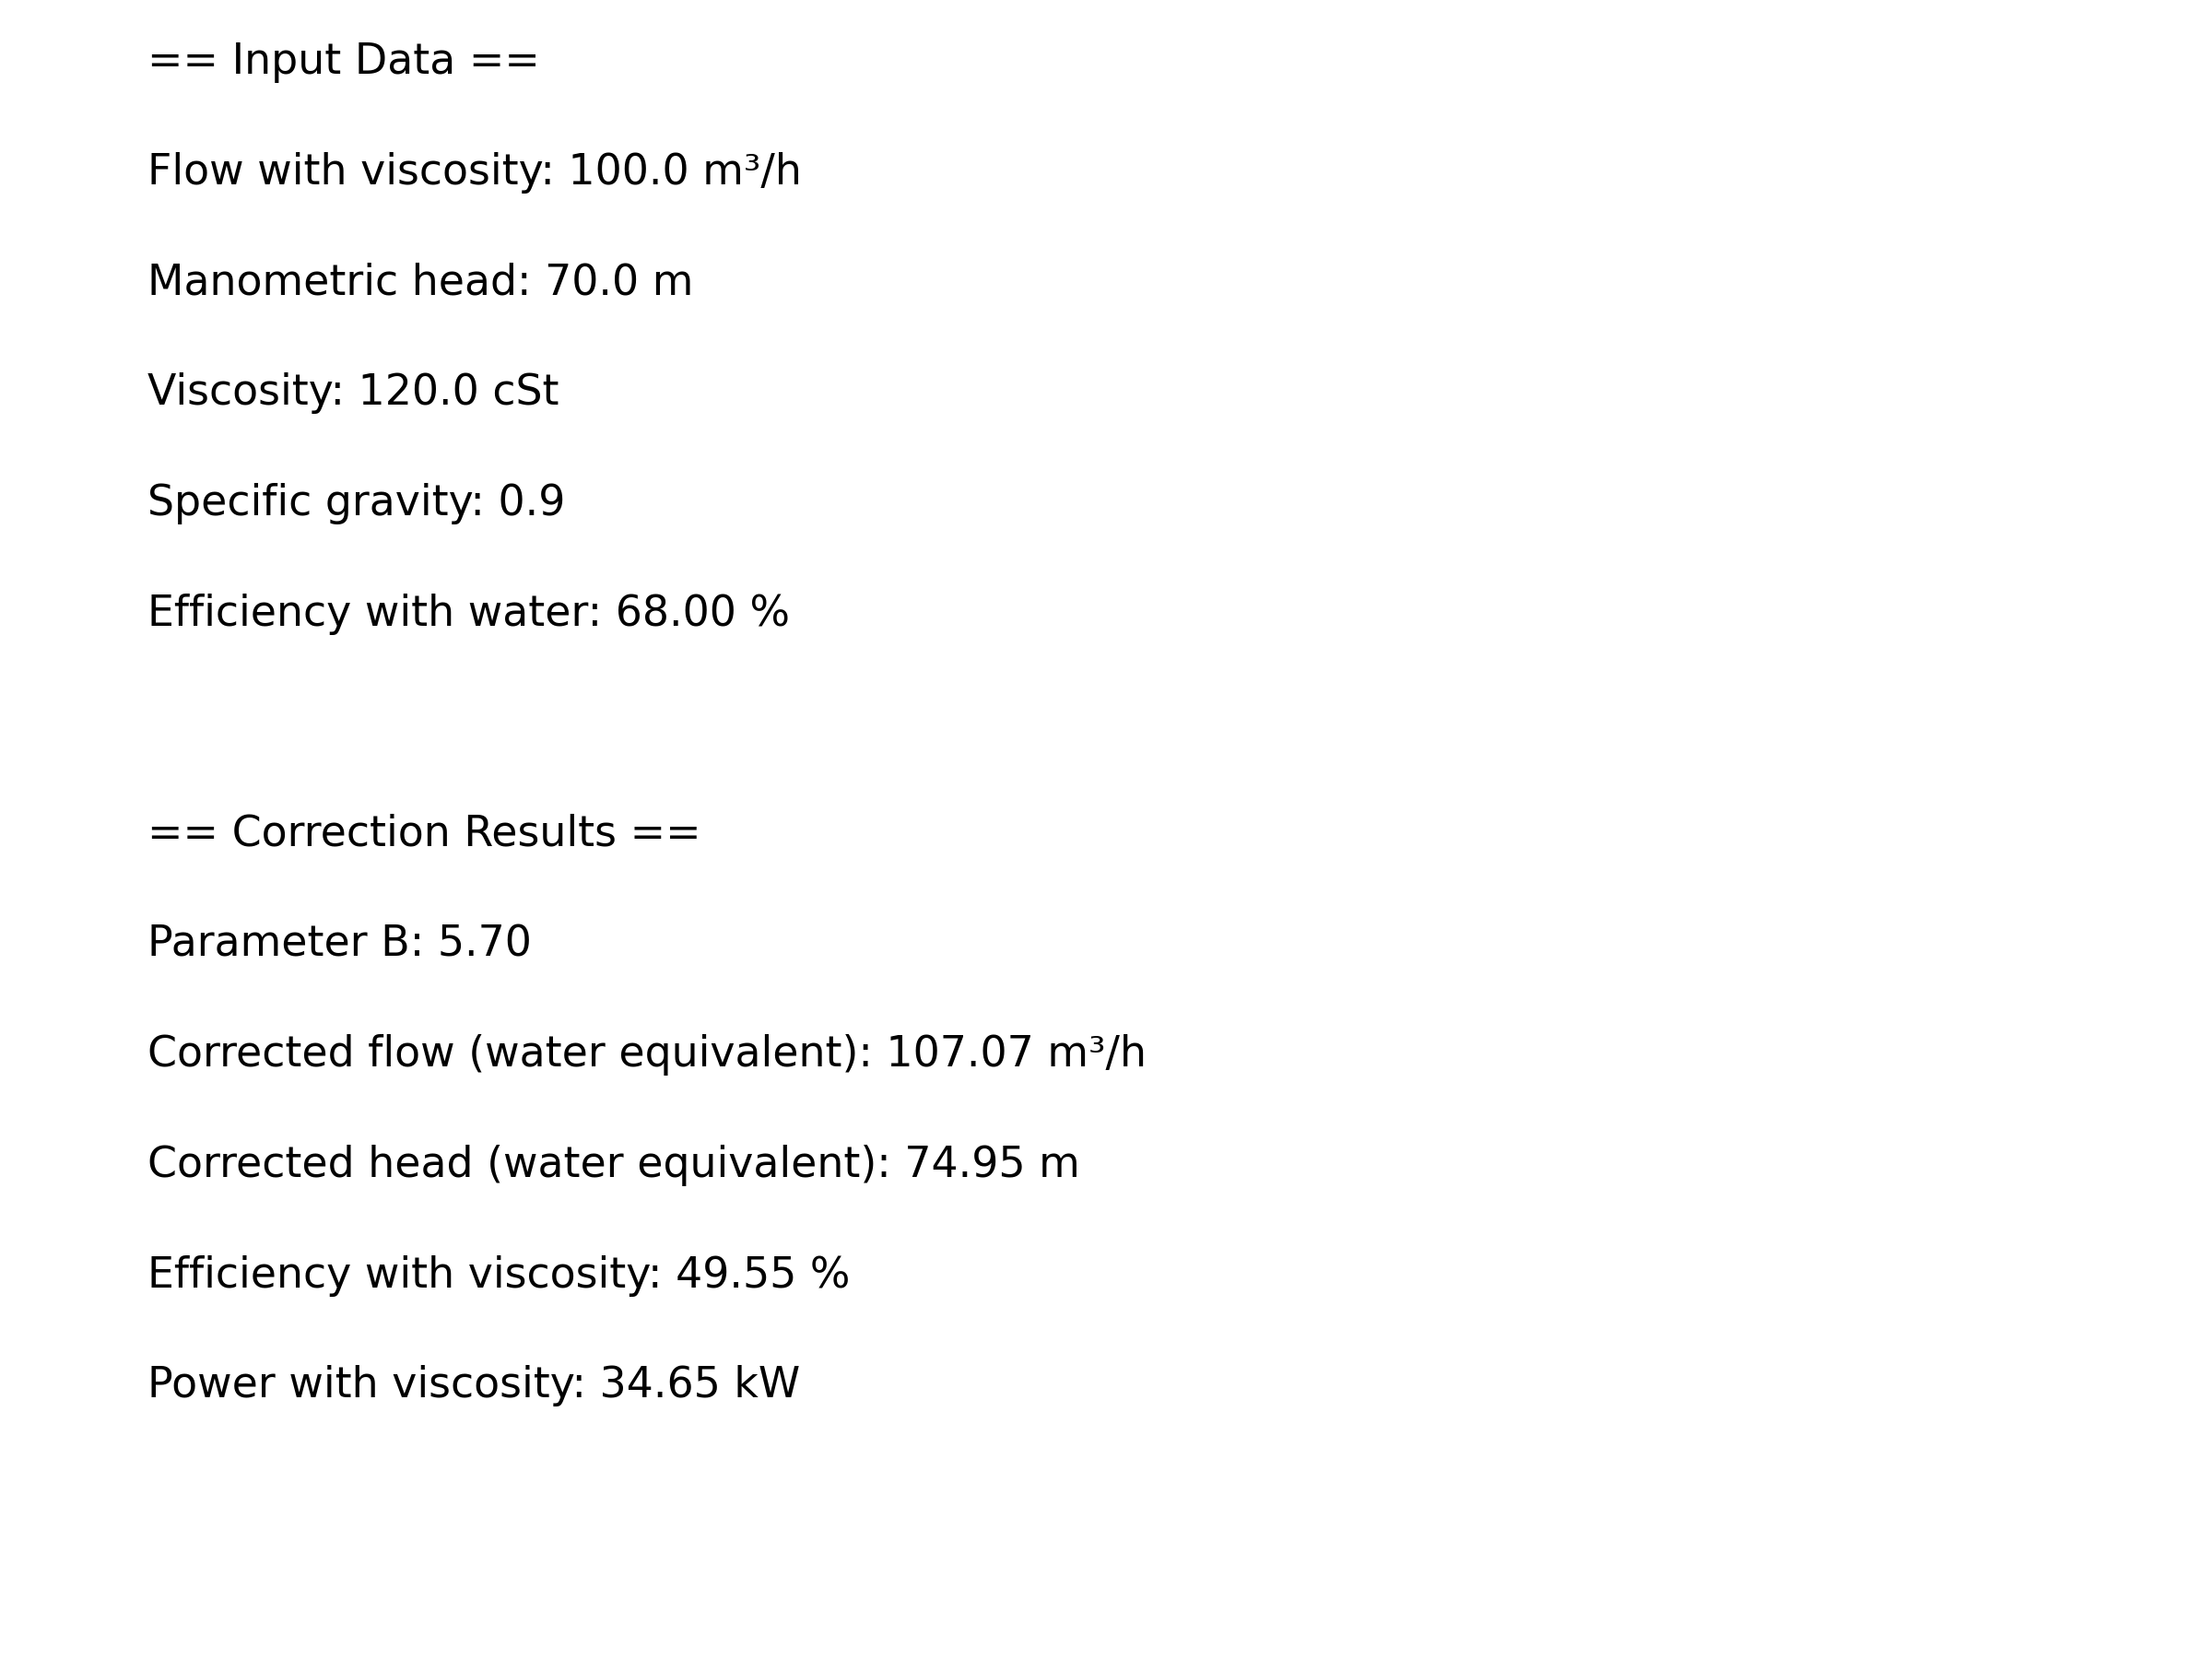 == Input Data ==
Flow with viscosity: 100.0 m³/h
Manometric head: 70.0 m
Viscosity: 120.0 cSt
Specific gravity: 0.9
Efficiency with water: 68.00 %
== Correction Results ==
Parameter B: 5.70
Corrected flow (water equivalent): 107.07 m³/h
Corrected head (water equivalent): 74.95 m
Efficiency with viscosity: 49.55 %
Power with viscosity: 34.65 kW